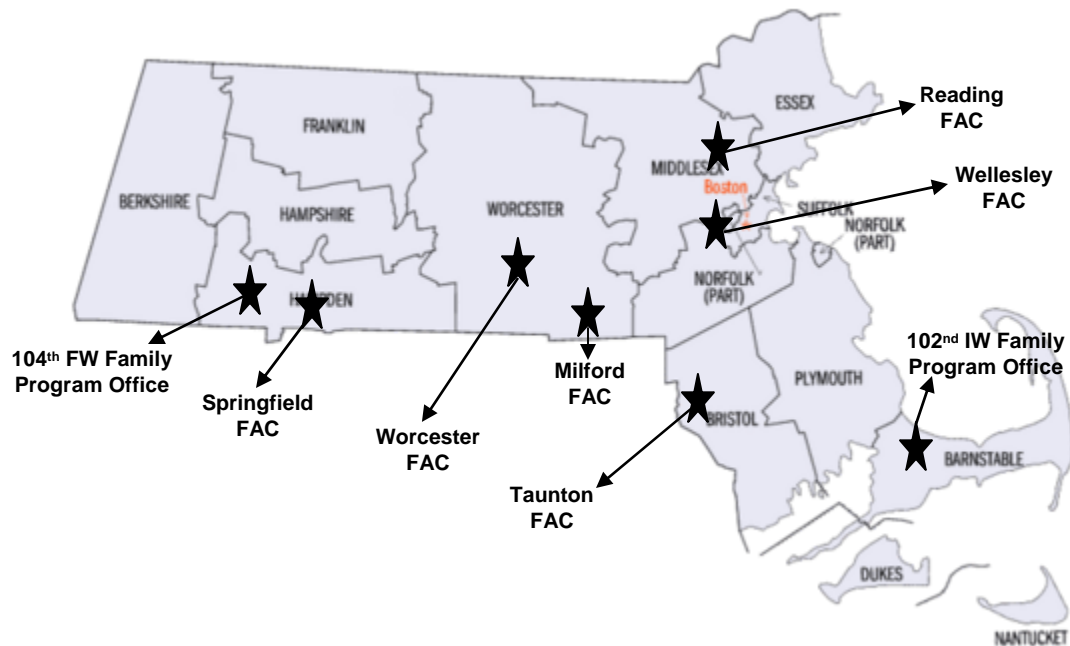 ESSEX
Reading
FAC
FRANKLIN
MIDDLESEX
Boston
Wellesley
FAC
BERKSHIRE
HAMPSHIRE
WORCESTER
SUFFOLK
NORFOLK
(PART)
NORFOLK
(PART)
HAMPDEN
104th FW Family
Program Office
Springfield
FAC
Worcester
FAC
Milford
FAC
102nd IW Family
Program Office
PLYMOUTH
BRISTOL
BARNSTABLE
Taunton
FAC
DUKES
NANTUCKET